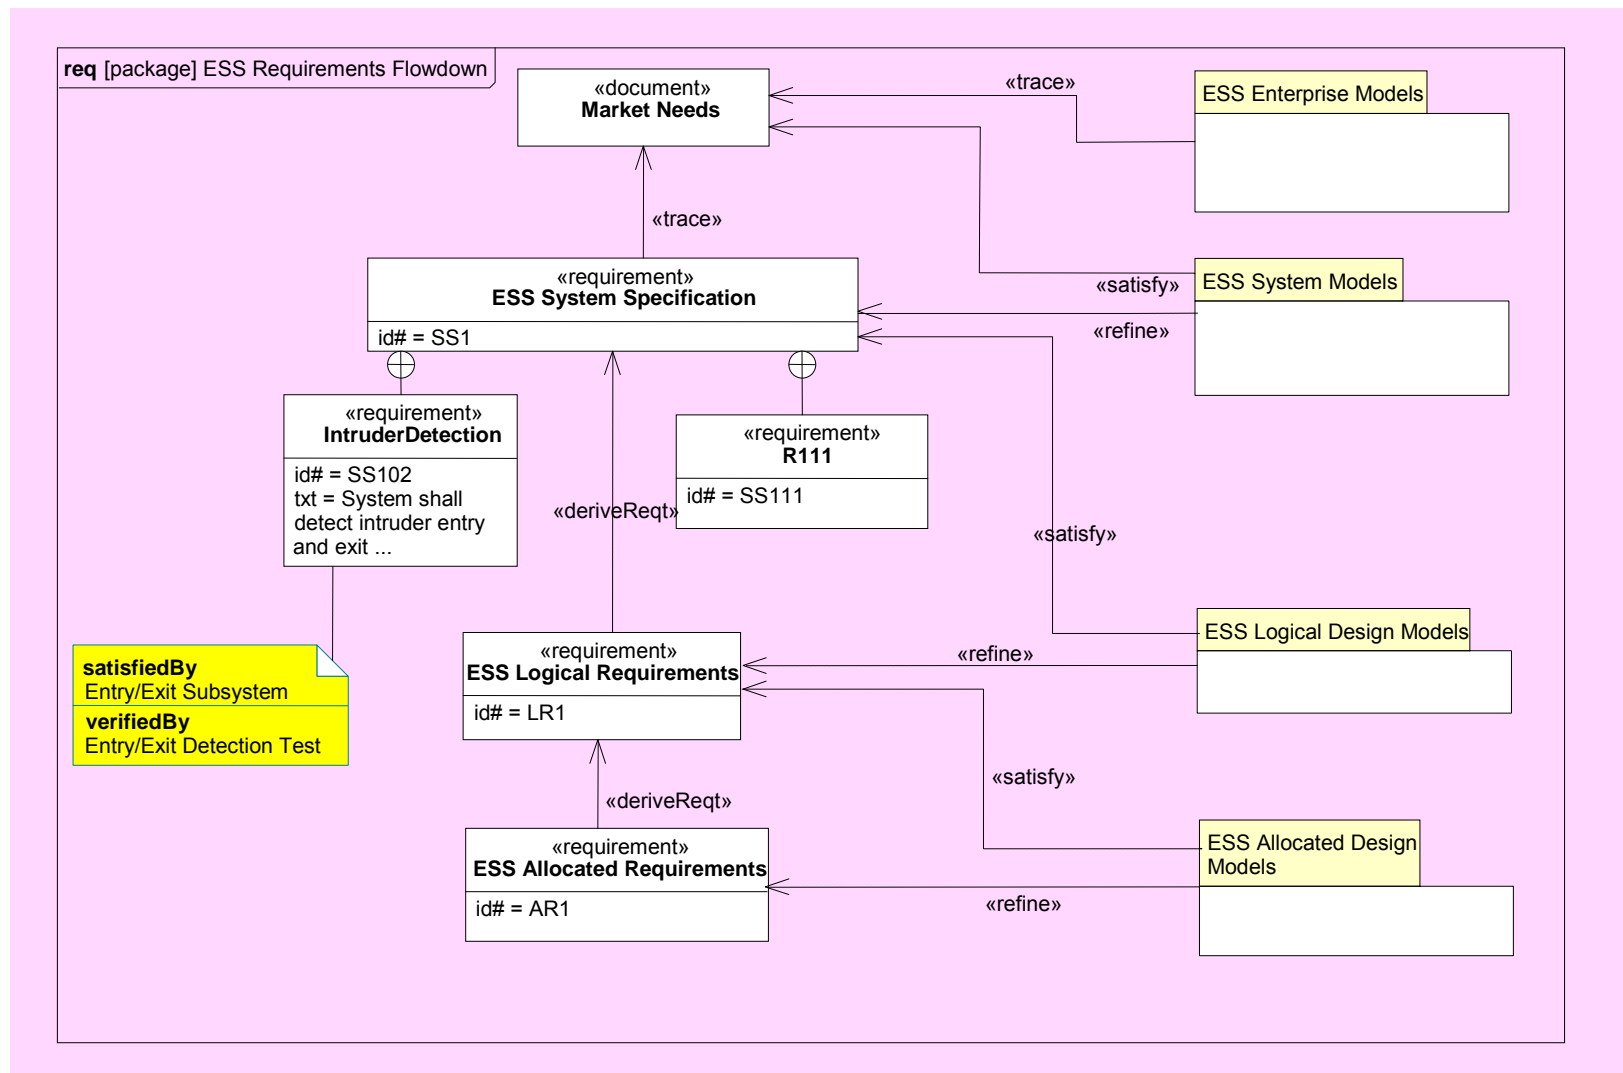 req [package] ESS Requirements Flowdown
«document»
Market Needs
«trace»
ESS Enterprise Models
«trace»
«requirement»
ESS System Specification
id# = SS1
«satisfy»
ESS System Models
«refine»
«requirement»
IntruderDetection
id# = SS102
txt = System shall
detect intruder entry
and exit ...
«requirement»
R111
id# = SS111
«deriveReqt»
«satisfy»
satisfiedBy
Entry/Exit Subsystem
verifiedBy
Entry/Exit Detection Test
«requirement»
ESS Logical Requirements
id# = LR1
«refine»
ESS Logical Design Models
«satisfy»
«deriveReqt»
«requirement»
ESS Allocated Requirements
id# = AR1
ESS Allocated Design
Models
«refine»